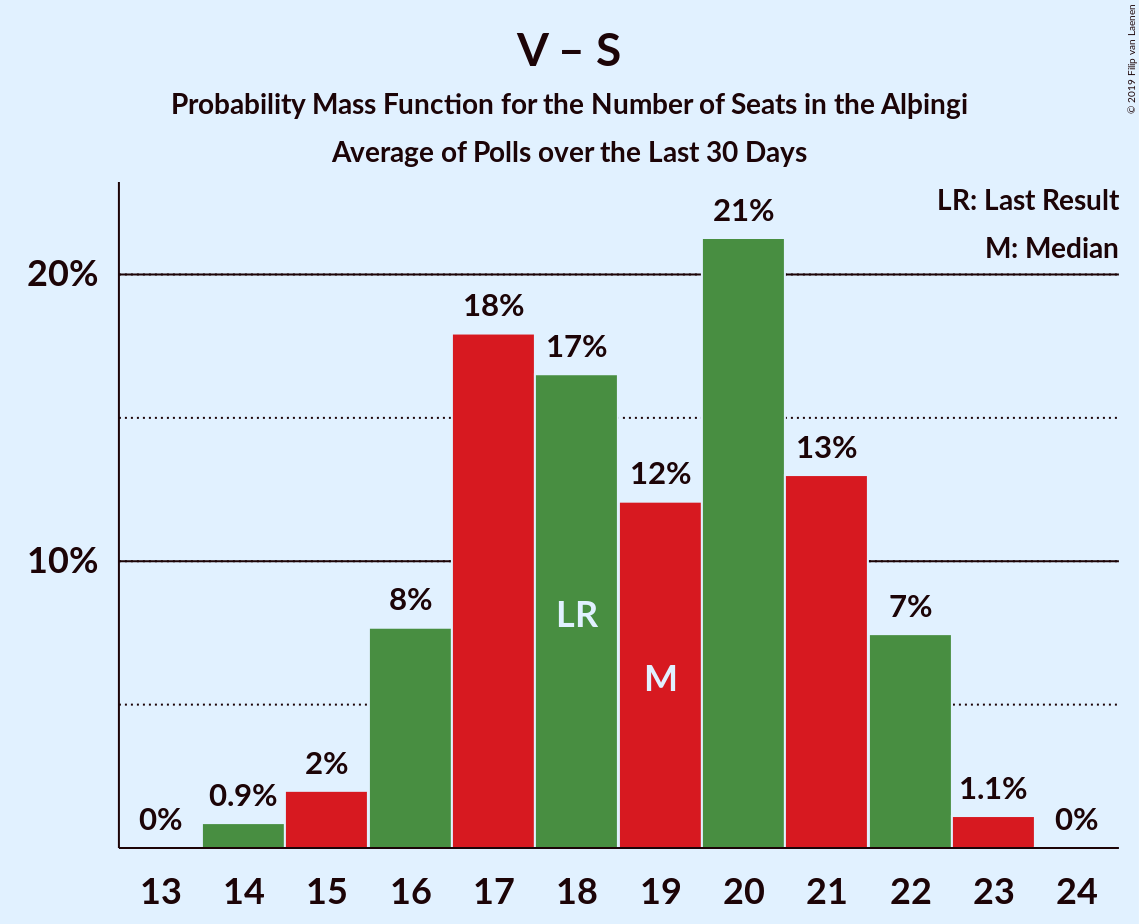 V – S
Probability Mass Function for the Number of Seats in the Alþingi
Average of Polls over the Last 30 Days
© 2019 Filip van Laenen
LR: Last Result
M: Median
20%
10%
0%
0.9%
2%
8%
18%
17%
12%
21%
13%
7%
1.1%
0%
LR
M
13 14 15 16 17 18 19 20 21 22 23 24